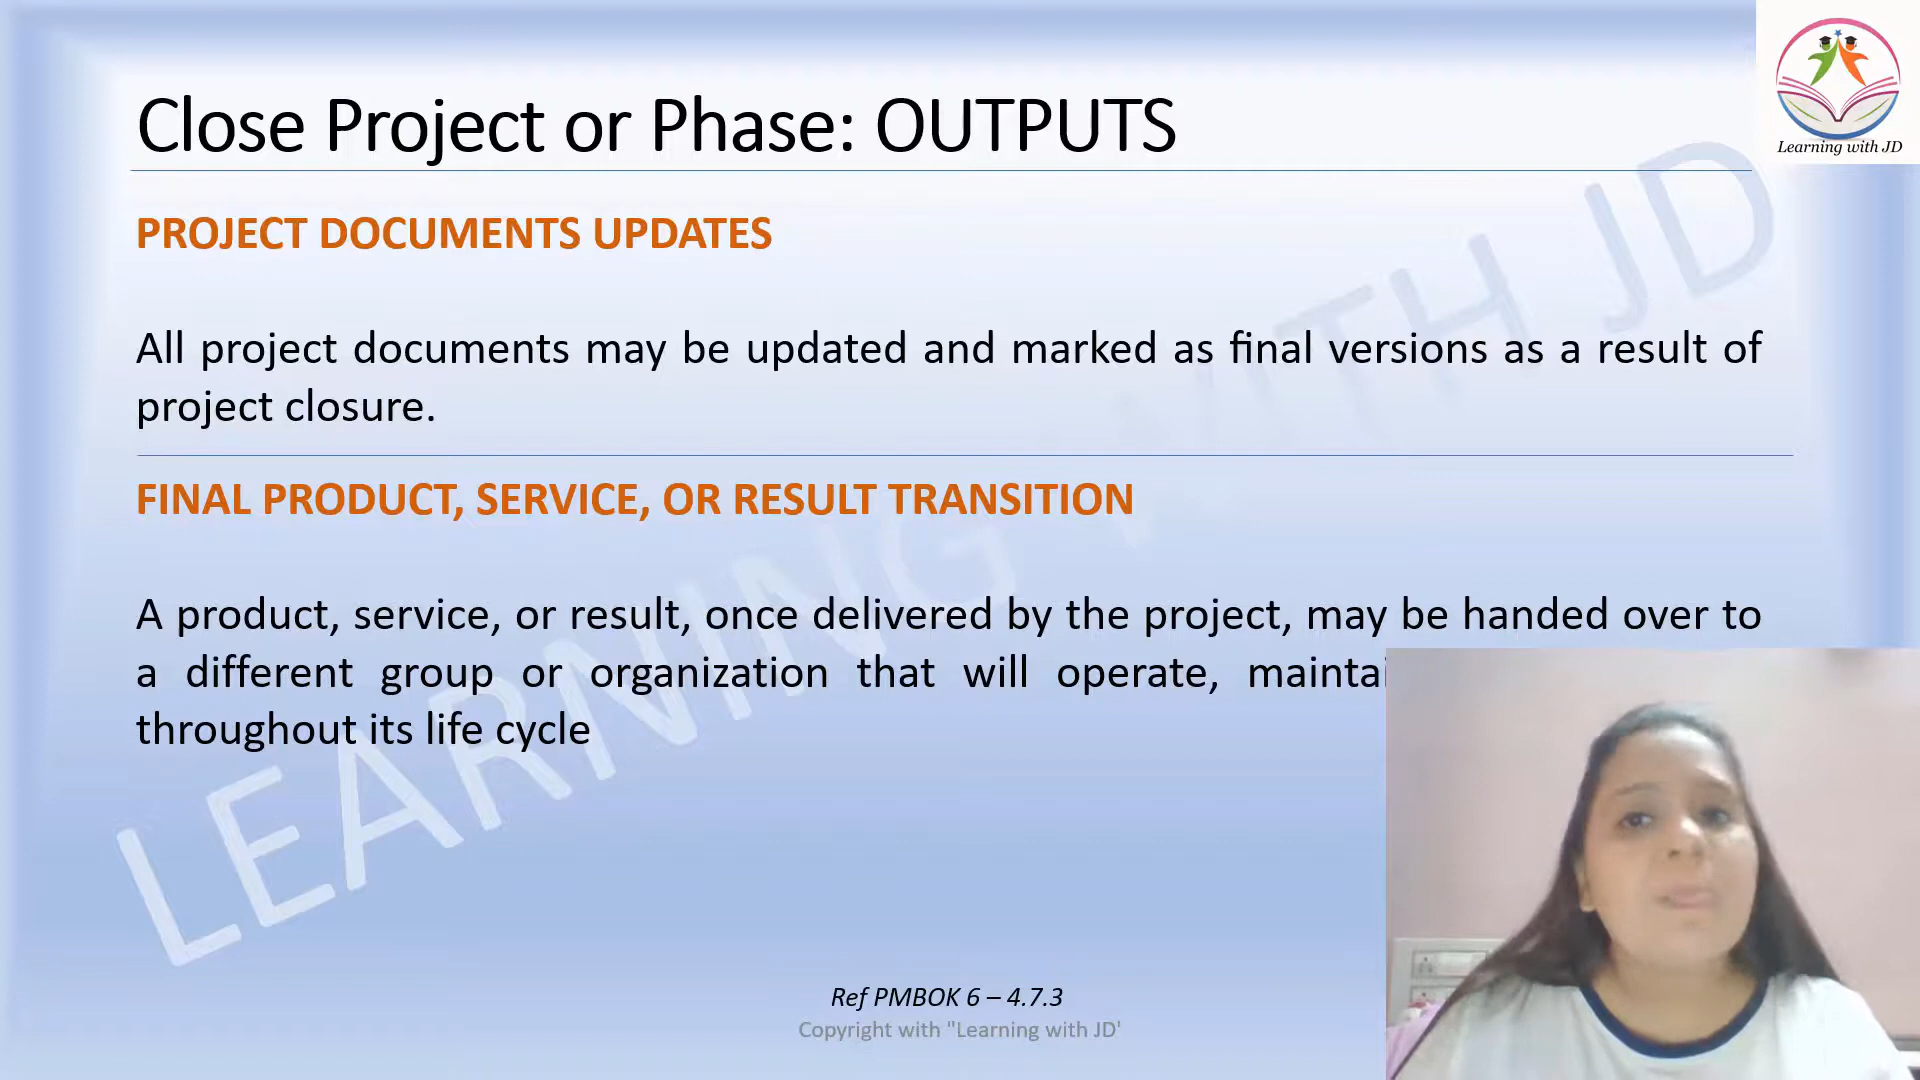 Close Project or Phase: OUTPUTS
Learning with JD
PROJECT DOCUMENTS UPDATES
All project documents may be updated and marked as final versions as a result of
project closure.
FINAL PRODUCT, SERVICE, OR RESULT TRANSITION
A product, service, or result, once delivered by the project, may be handed over to
a different group or organization that will operate,
throughout its life cycle
LEARNING WITH JD
Ref PMBOK 6 – 4.7.3
Copyright with "Learning with JD'